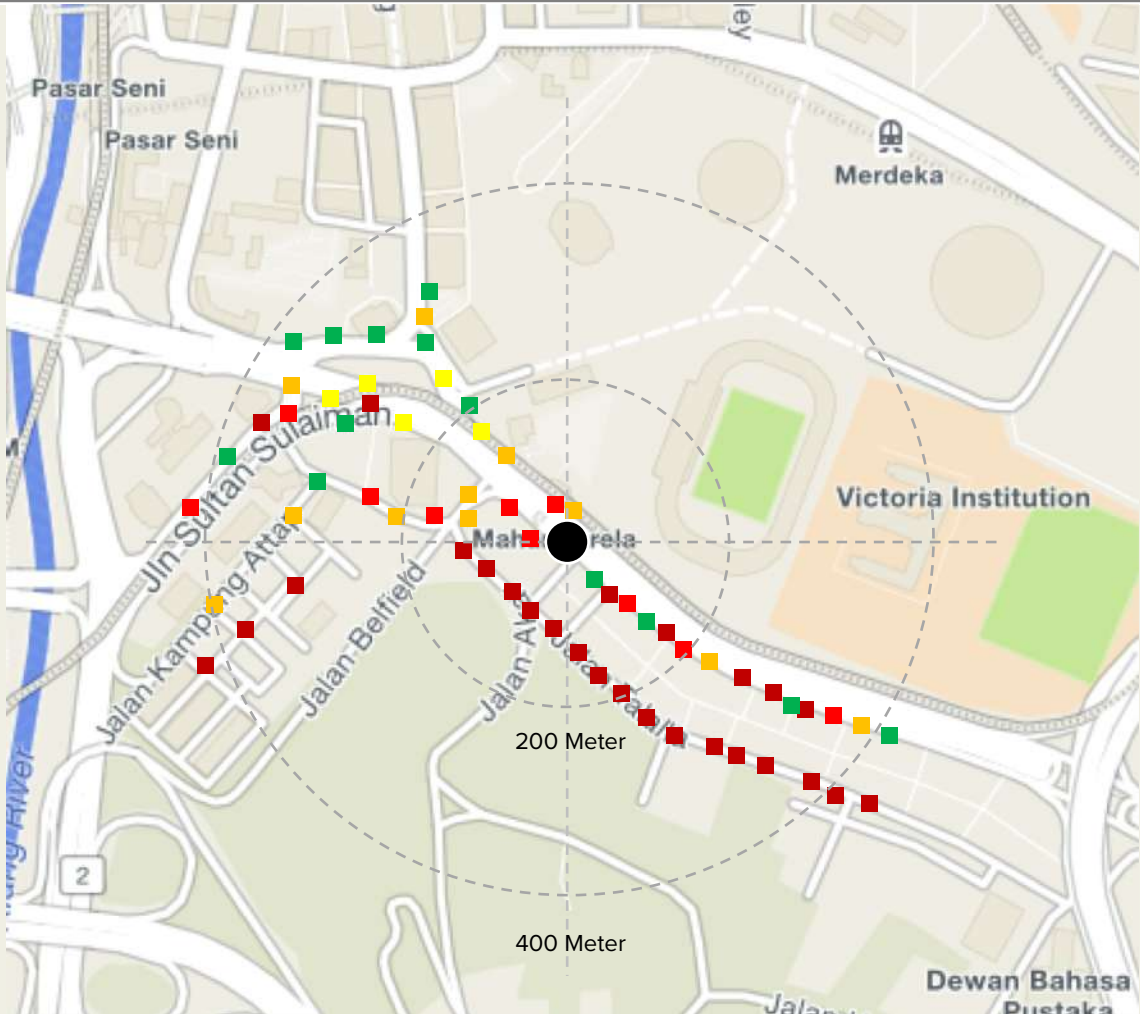 Pasar Seni
Pasar Seni
Merdeka
Jln Sultan Sulaiman
Victoria Institution
Jalan Kampung Attap
Jalan Belfield
200 Meter
2
400 Meter
Dewan Bahasa
Pustaka